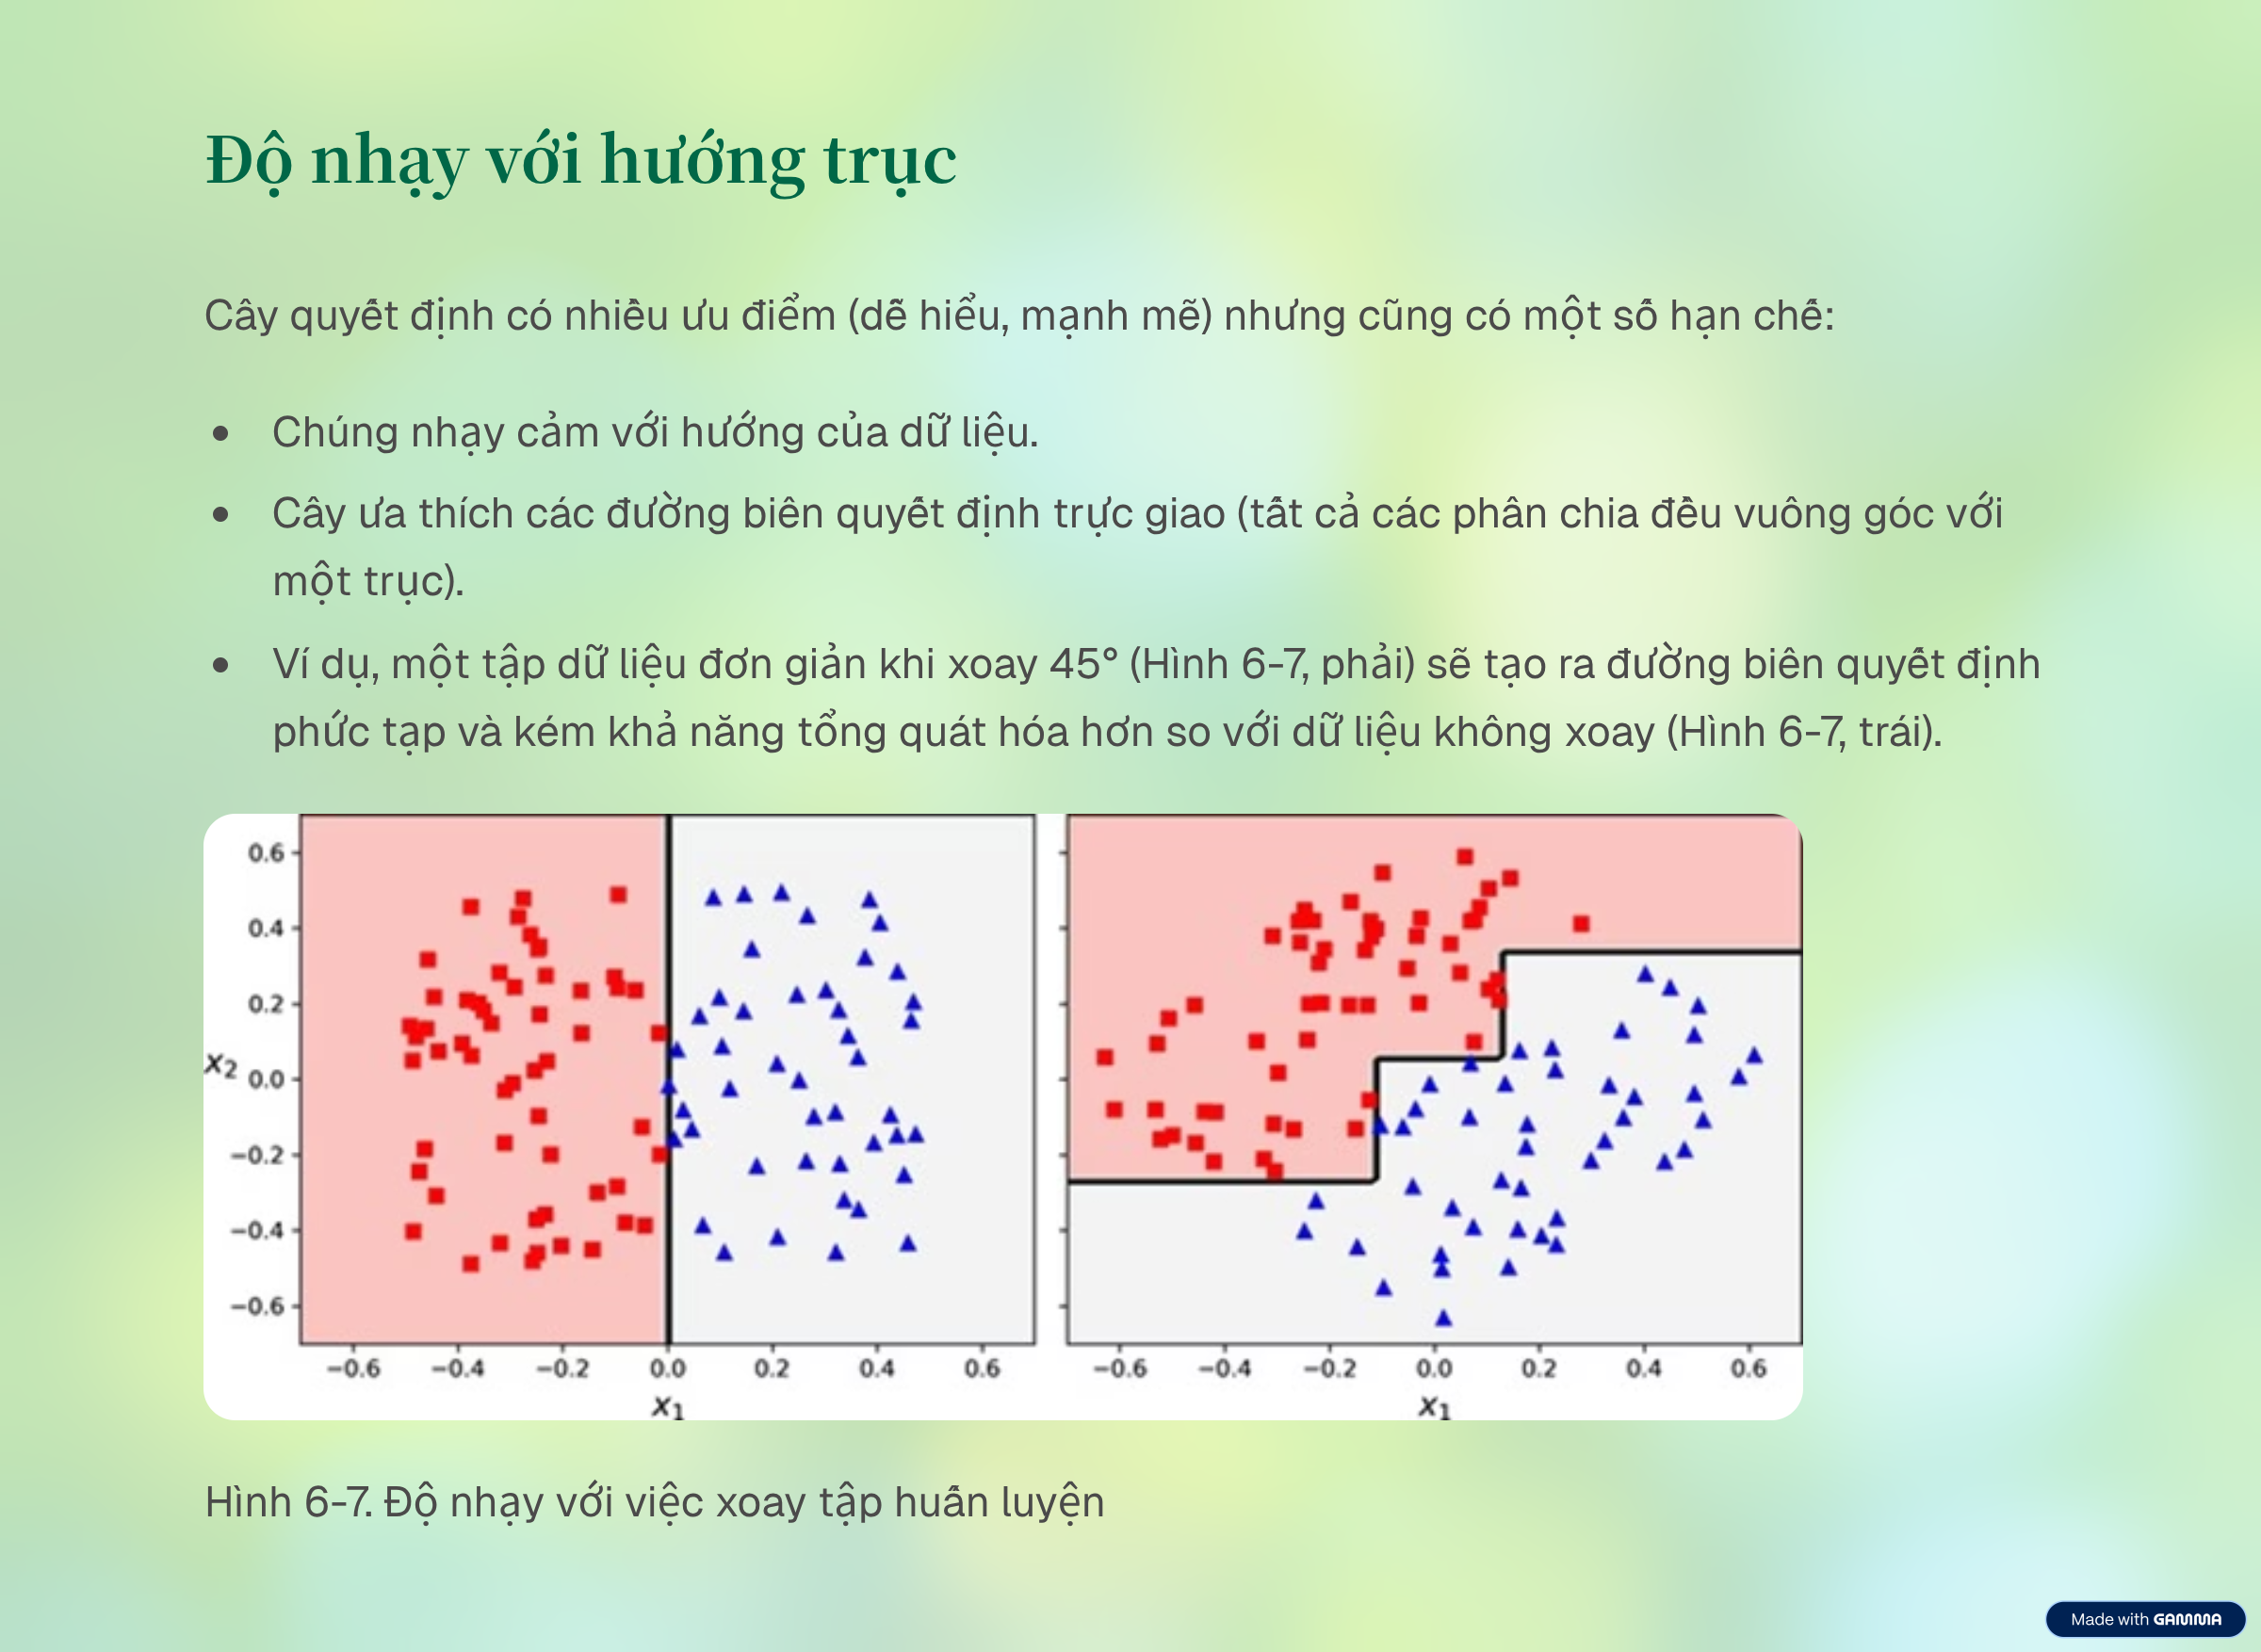 Độ nhạy với hướng trục
Cây quyết định có nhiều ưu điểm (dễ hiểu, mạnh mẽ) nhưng cũng có một số hạn chế:
• Chúng nhạy cảm với hướng của dữ liệu.
• Cây ưa thích các đường biên quyết định trực giao (tất cả các phân chia đều vuông góc với
một trục).
• Ví dụ, một tập dữ liệu đơn giản khi xoay 45° (Hình 6-7, phải) sẽ tạo ra đường biên quyết định
phức tạp và kém khả năng tổng quát hóa hơn so với dữ liệu không xoay (Hình 6-7, trái).
0.6
0.4
0.2
x₂ 0.0
−0.2
−0.4
−0.6
−0.6 −0.4 −0.2 0.0 0.2 0.4 0.6
x₁
−0.6 −0.4 −0.2 0.0 0.2 0.4 0.6
x₁
Hình 6-7. Độ nhạy với việc xoay tập huấn luyện
Made with GAMMA